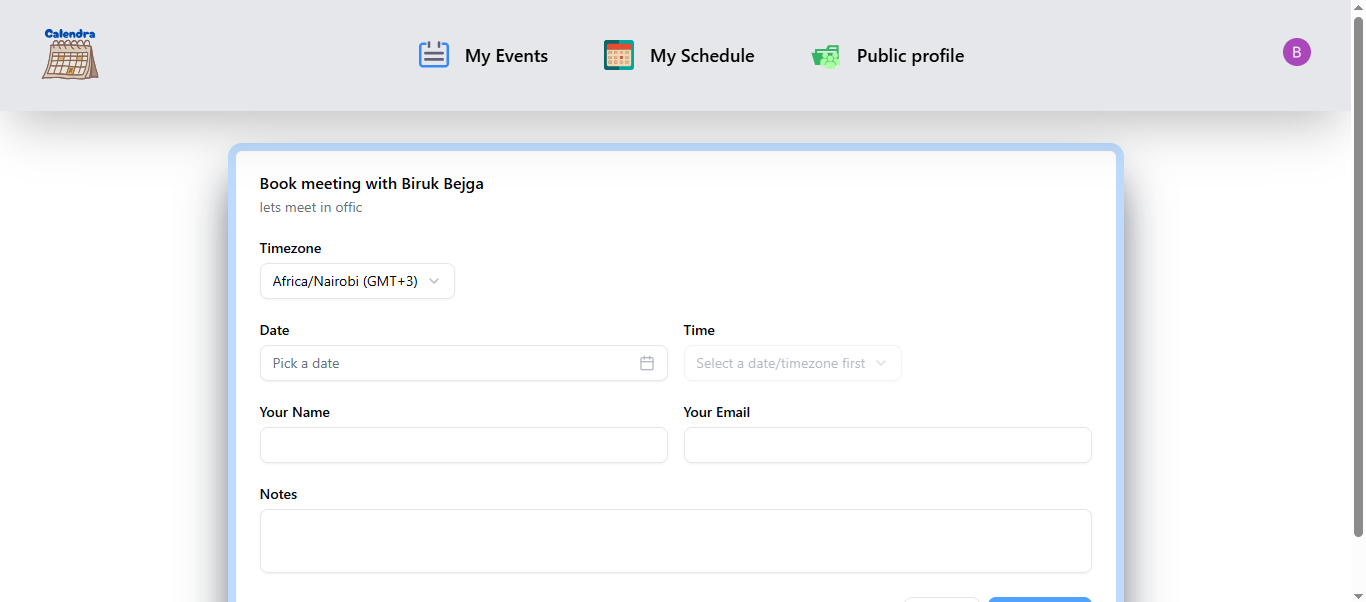 Calendra
My Events
My Schedule
Public profile
B
Book meeting with Biruk Bejga
lets meet in offic
Timezone
Africa/Nairobi (GMT+3)
Date
Time
Pick a date
Select a date/timezone first
Your Name
Your Email
Notes